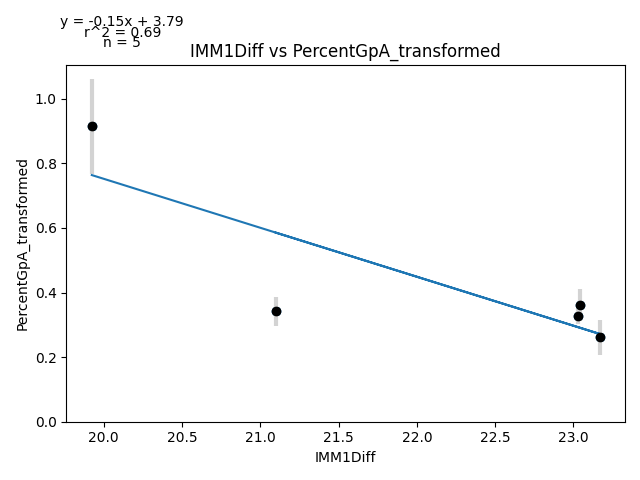 y = -0.15x + 3.79
r^2 = 0.69
n = 5
IMM1Diff vs PercentGpA_transformed
PercentGpA_transformed
1.0
0.8
0.6
0.4
0.2
0.0
20.0 20.5 21.0 21.5 22.0 22.5 23.0
IMM1Diff